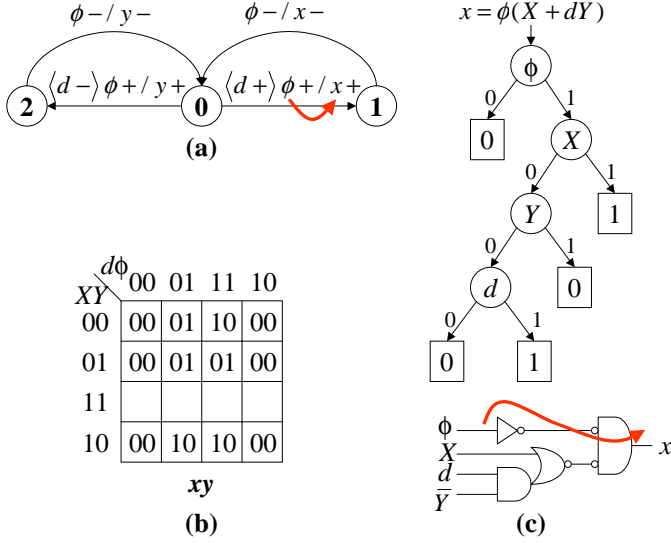 ϕ − / y −
ϕ − / x −
⟨d −⟩ ϕ + / y +
⟨d +⟩ ϕ + / x +
2
0
1
(a)
dϕ
XY
00 01 11 10
00 00 01 10 00
01 00 01 01 00
11
10 00 10 10 00
xy
(b)
x = ϕ(X + dY)
ϕ
0 1
0 X
0 1
Y 1
0 1
d 0
0 1
0 1
ϕ
X
d
Y̅
x
(c)